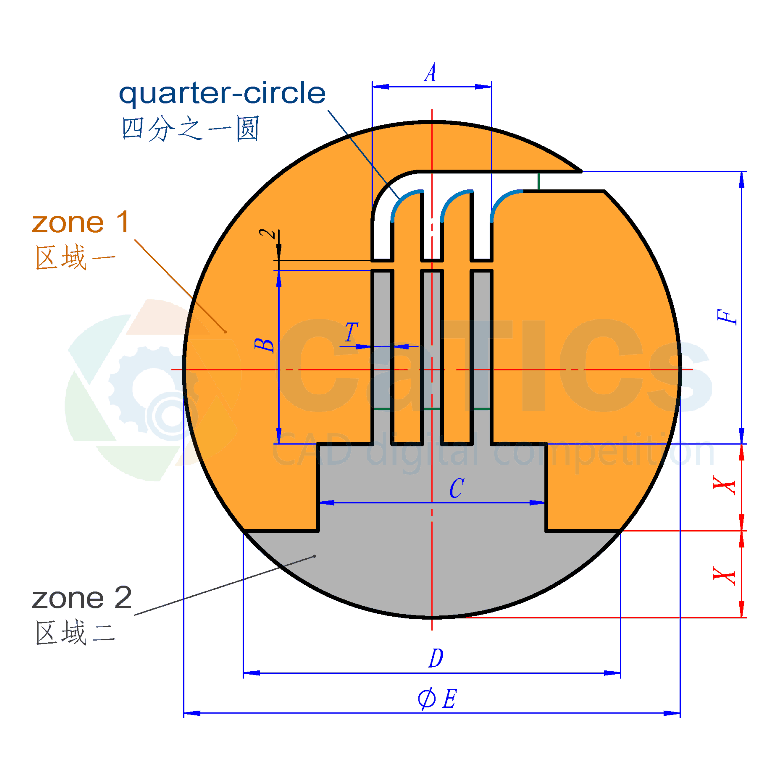 A
quarter-circle
四分之一圆
zone 1
区域一
2
B
T
F
CaTICs
CAD digital competition
C
X
X
zone 2
区域二
D
ΦE